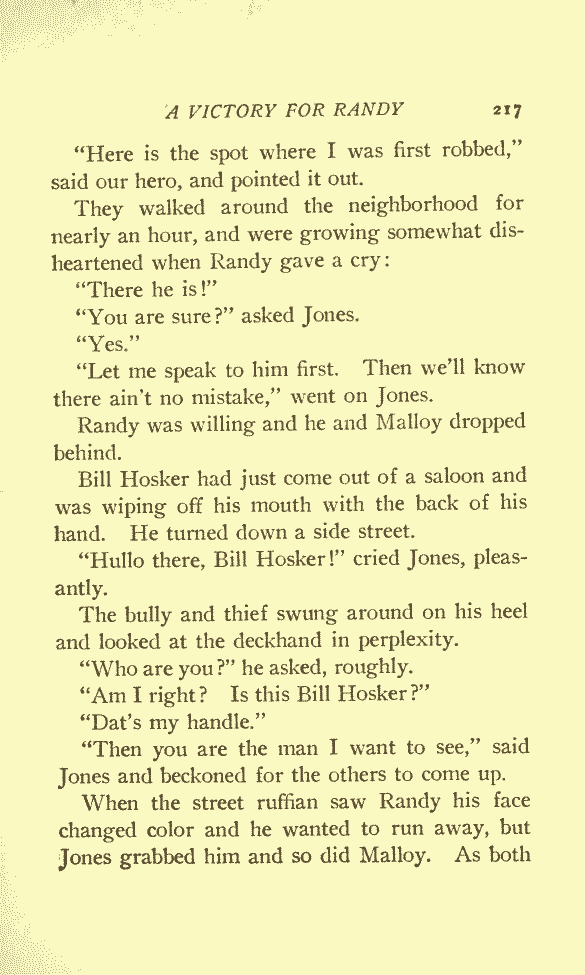 A VICTORY FOR RANDY 217
“Here is the spot where I was first robbed,”
said our hero, and pointed it out.
They walked around the neighborhood for
nearly an hour, and were growing somewhat dis-
heartened when Randy gave a cry:
“There he is!”
“You are sure?” asked Jones.
“Yes.”
“Let me speak to him first. Then we’ll know
there ain’t no mistake,” went on Jones.
Randy was willing and he and Malloy dropped
behind.
Bill Hosker had just come out of a saloon and
was wiping off his mouth with the back of his
hand. He turned down a side street.
“Hullo there, Bill Hosker!” cried Jones, pleas-
antly.
The bully and thief swung around on his heel
and looked at the deckhand in perplexity.
“Who are you?” he asked, roughly.
“Am I right? Is this Bill Hosker?”
“Dat’s my handle.”
“Then you are the man I want to see,” said
Jones and beckoned for the others to come up.
When the street ruffian saw Randy his face
changed color and he wanted to run away, but
Jones grabbed him and so did Malloy. As both